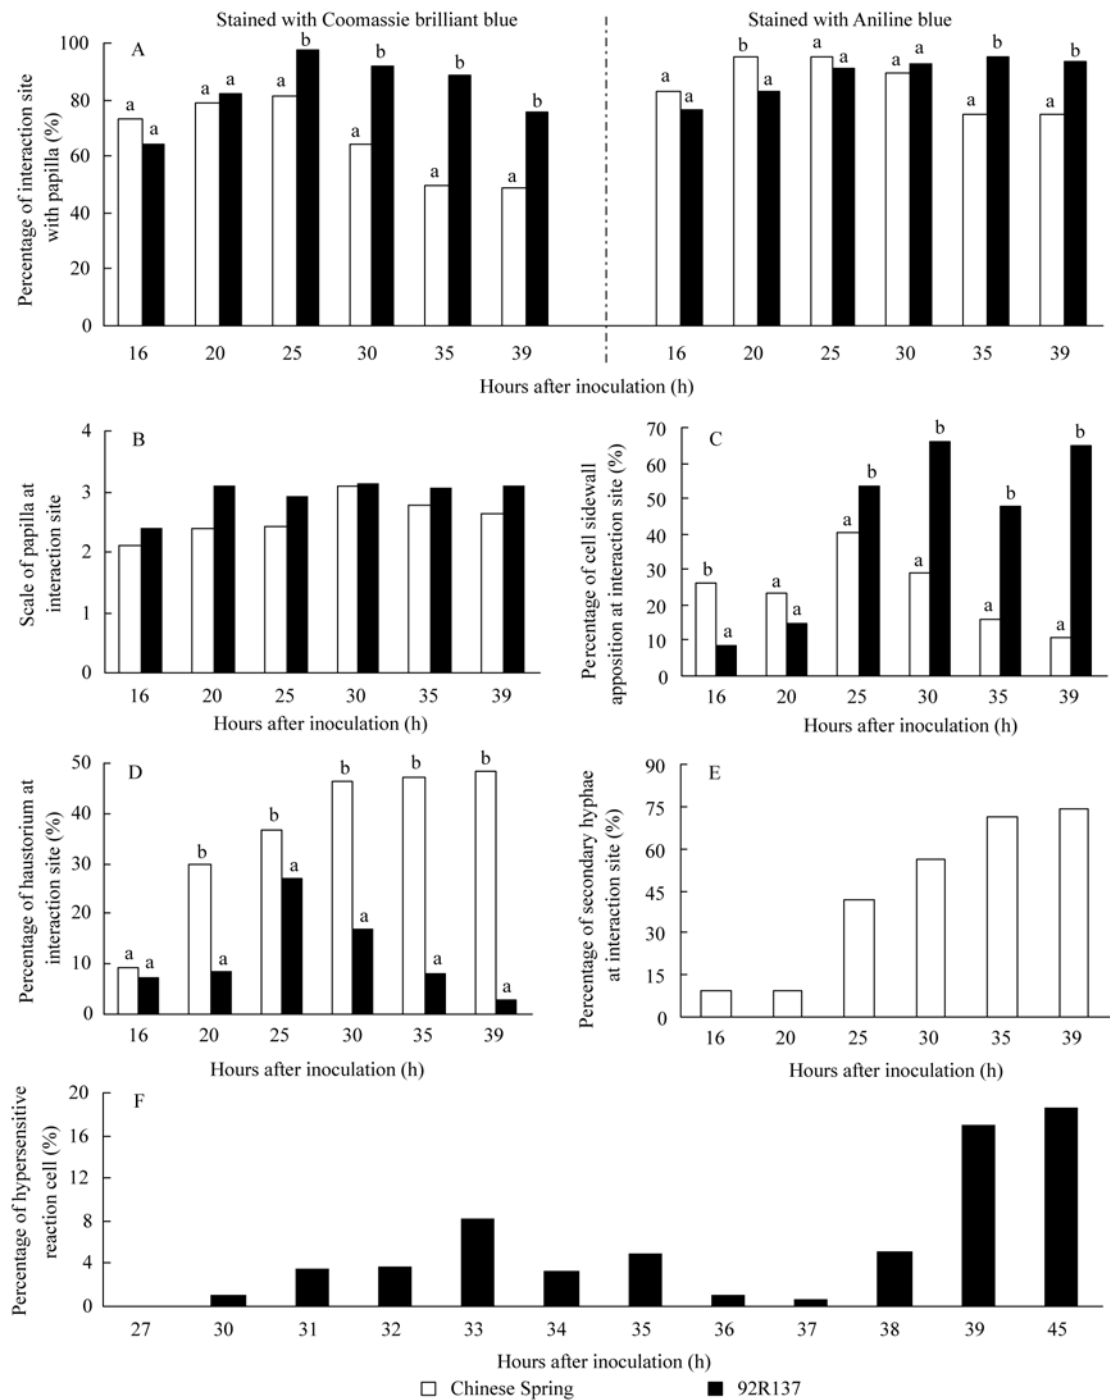 Stained with Coomassie brilliant blue
Stained with Aniline blue
A
Percentage of interaction site
with papilla (%)
100
80
60
40
20
0
a a a a a b a b a b a b
a a b a a a a a a b a b
16 20 25 30 35 39
16 20 25 30 35 39
Hours after inoculation (h)
B
Scale of papilla at
interaction site
4
3
2
1
0
16 20 25 30 35 39
Hours after inoculation (h)
C
Percentage of cell sidewall
apposition at interaction site (%)
70
60
50
40
30
20
10
0
b a a a a b a b a b a b
16 20 25 30 35 39
Hours after inoculation (h)
D
Percentage of haustorium at
interaction site (%)
50
40
30
20
10
0
a a b a b a b a b a b a
16 20 25 30 35 39
Hours after inoculation (h)
E
Percentage of secondary hyphae
at interaction site (%)
90
75
60
45
30
15
0
16 20 25 30 35 39
Hours after inoculation (h)
F
Percentage of hypersensitive
reaction cell (%)
20
16
12
8
4
0
27 30 31 32 33 34 35 36 37 38 39 45
Hours after inoculation (h)
Chinese Spring
92R137